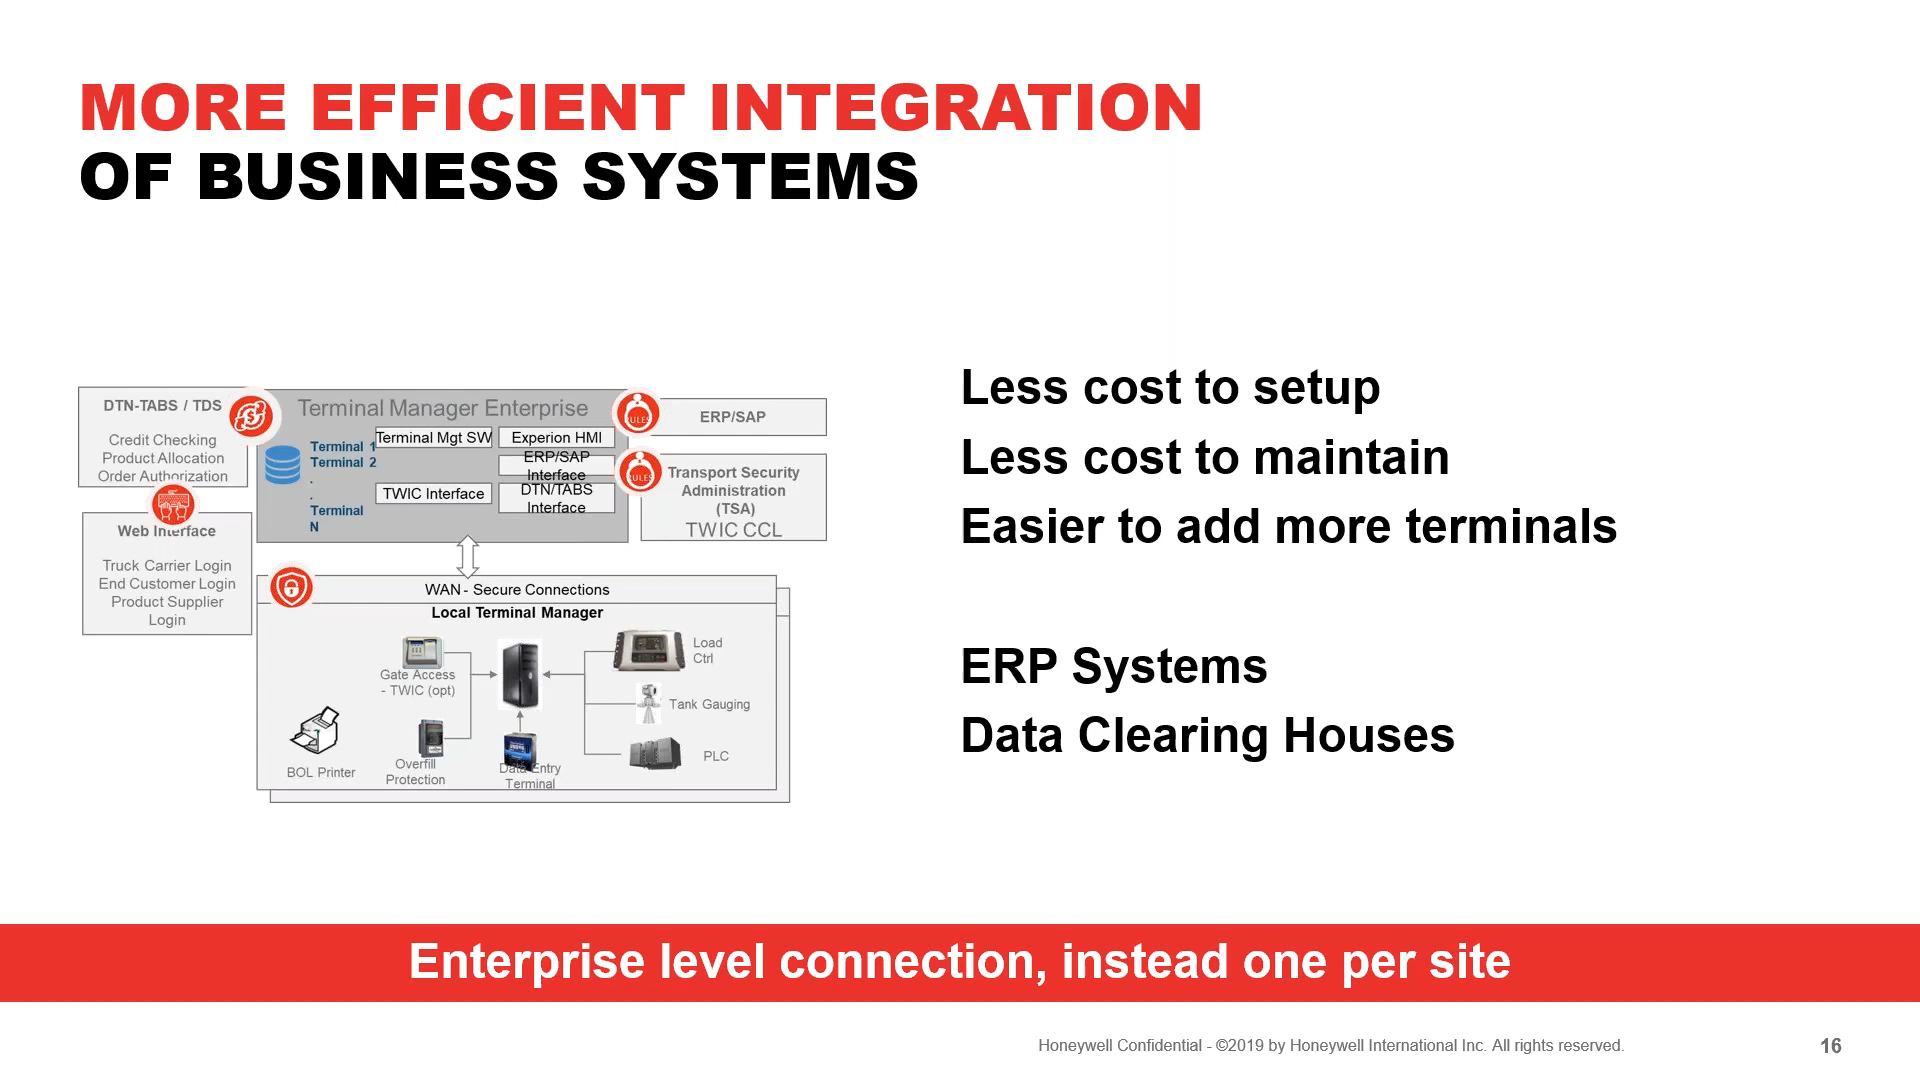 MORE EFFICIENT INTEGRATION
OF BUSINESS SYSTEMS
DTN-TABS / TDS
Credit Checking
Product Allocation
Order Authorization
Web Interface
Truck Carrier Login
End Customer Login
Product Supplier
Login
Terminal Manager Enterprise
Terminal 1
Terminal 2
.
.
Terminal
N
Terminal Mgt SW
Experion HMI
ERP/SAP
Interface
TWIC Interface
DTN/TABS
Interface
RULES
ERP/SAP
RULES
Transport Security
Administration
(TSA)
TWIC CCL
WAN - Secure Connections
Local Terminal Manager
Gate Access
- TWIC (opt)
Load
Ctrl
Tank Gauging
PLC
BOL Printer
Overfill
Protection
Data Entry
Terminal
Less cost to setup
Less cost to maintain
Easier to add more terminals
ERP Systems
Data Clearing Houses
Enterprise level connection, instead one per site
Honeywell Confidential - ©2019 by Honeywell International Inc. All rights reserved.
16